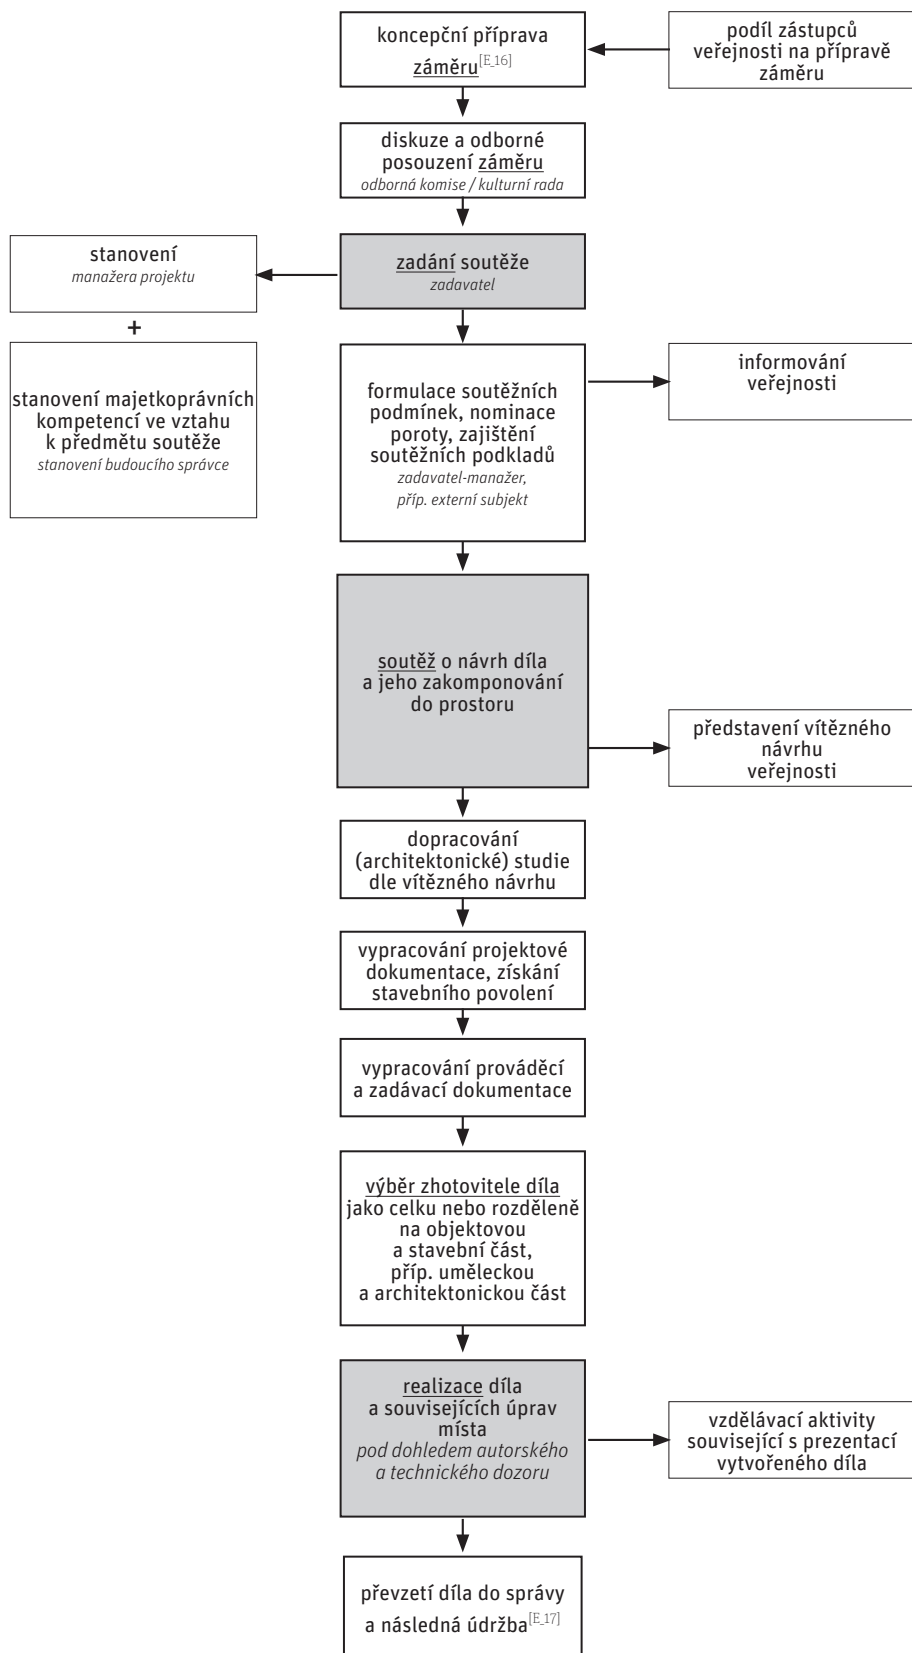 koncepční příprava
záměru[E_16]
podíl zástupců
veřejnosti na přípravě
záměru
diskuze a odborné
posouzení záměru
odborná komise / kulturní rada
stanovení
manažera projektu
+
stanovení majetkoprávních
kompetencí ve vztahu
k předmětu soutěže
stanovení budoucího správce
zadání soutěže
zadavatel
formulace soutěžních
podmínek, nominace
poroty, zajištění
soutěžních podkladů
zadavatel-manažer,
příp. externí subjekt
informování
veřejnosti
soutěž o návrh díla
a jeho zakomponování
do prostoru
představení vítězného
návrhu
veřejnosti
dopracování
(architektonické) studie
dle vítězného návrhu
vypracování projektové
dokumentace, získání
stavebního povolení
vypracování prováděcí
a zadávací dokumentace
výběr zhotovitele díla
jako celku nebo rozděleně
na objektovou
a stavební část,
příp. uměleckou
a architektonickou část
realizace díla
a souvisejících úprav
místa
pod dohledem autorského
a technického dozoru
vzdělávací aktivity
související s prezentací
vytvořeného díla
převzetí díla do správy
a následná údržba[E_17]